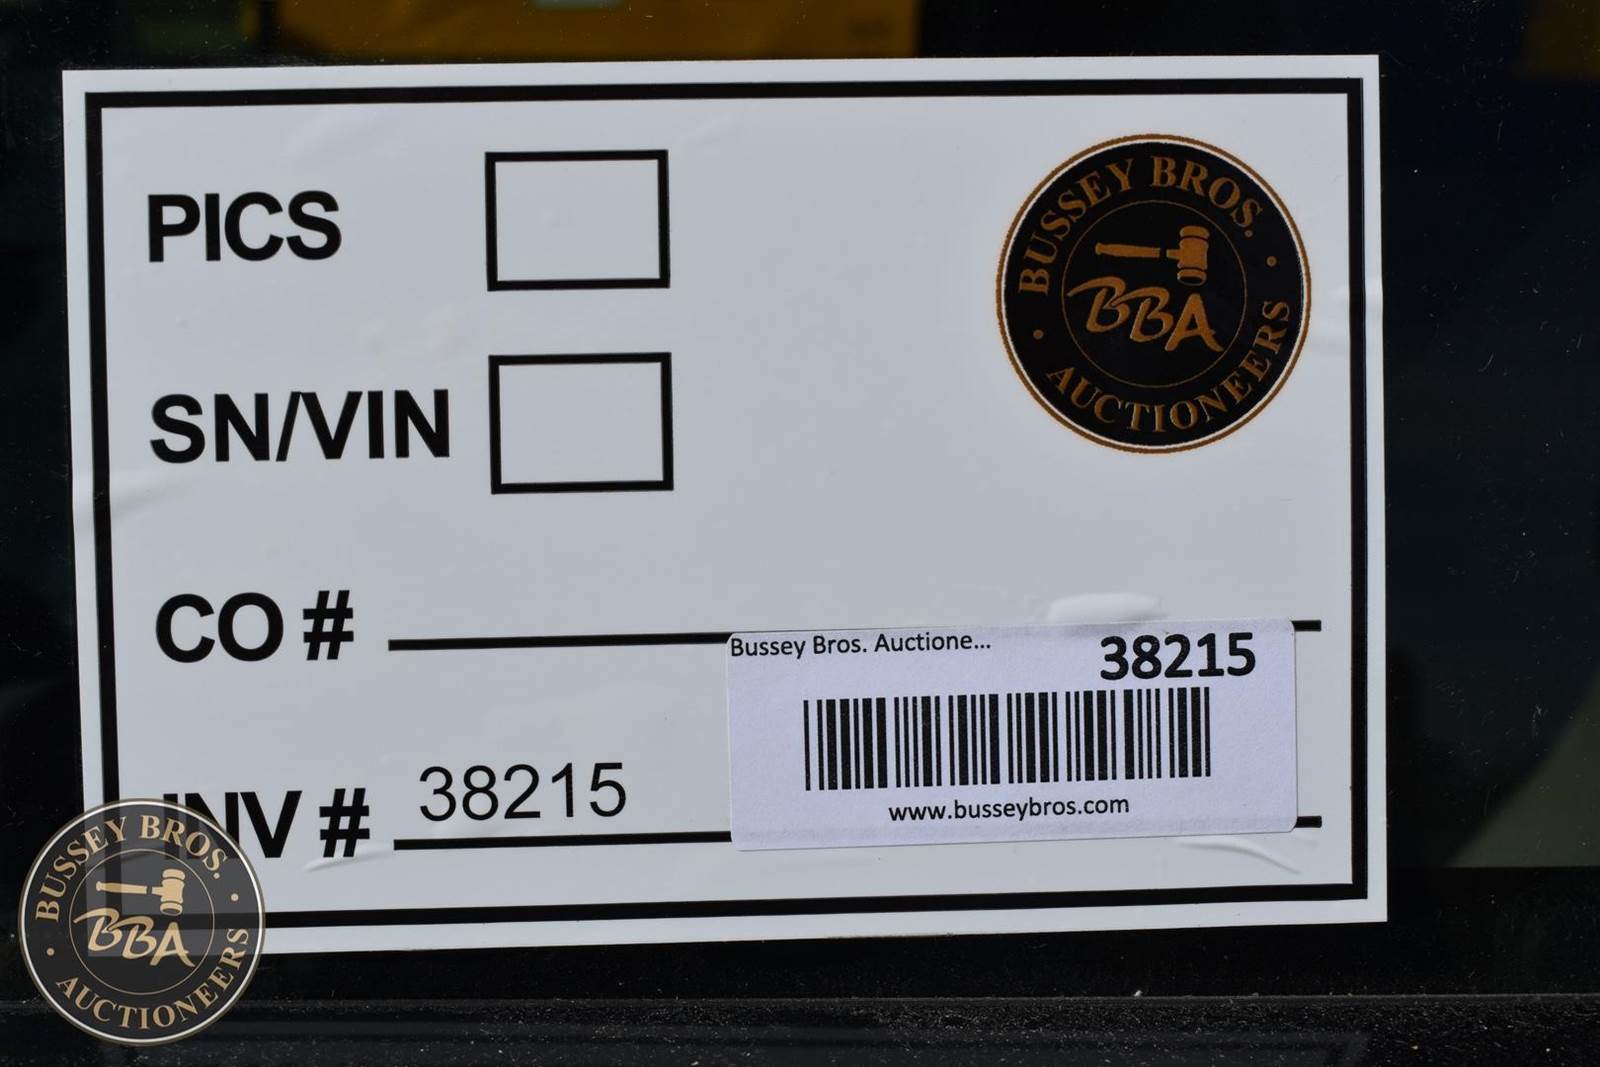 PICS
BUSSEY BROS.
BBA
AUCTIONEERS
SN/VIN
CO #
Bussey Bros. Auctione...
38215
www.busseybros.com
INV # 38215
BUSSEY BROS.
BBA
AUCTIONEERS